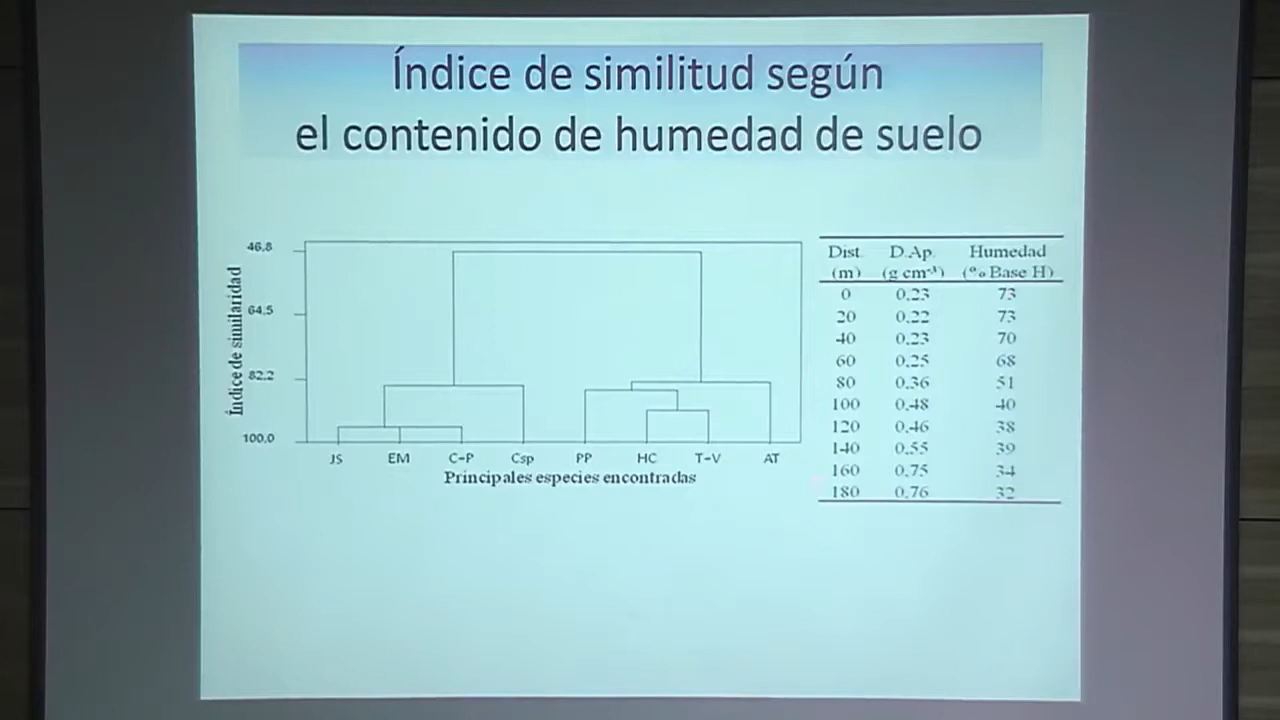 Índice de similitud según
el contenido de humedad de suelo
Índice de similaridad
46.8
64.5
82.2
100.0
JS EM C-P Csp PP HC T-V AT
Principales especies encontradas
Dist. D.Ap. Humedad
(m) (g cm⁻³) (% Base H)
0 0.23 73
20 0.22 73
40 0.23 70
60 0.25 68
80 0.36 51
100 0.48 40
120 0.46 38
140 0.55 39
160 0.75 34
180 0.76 32